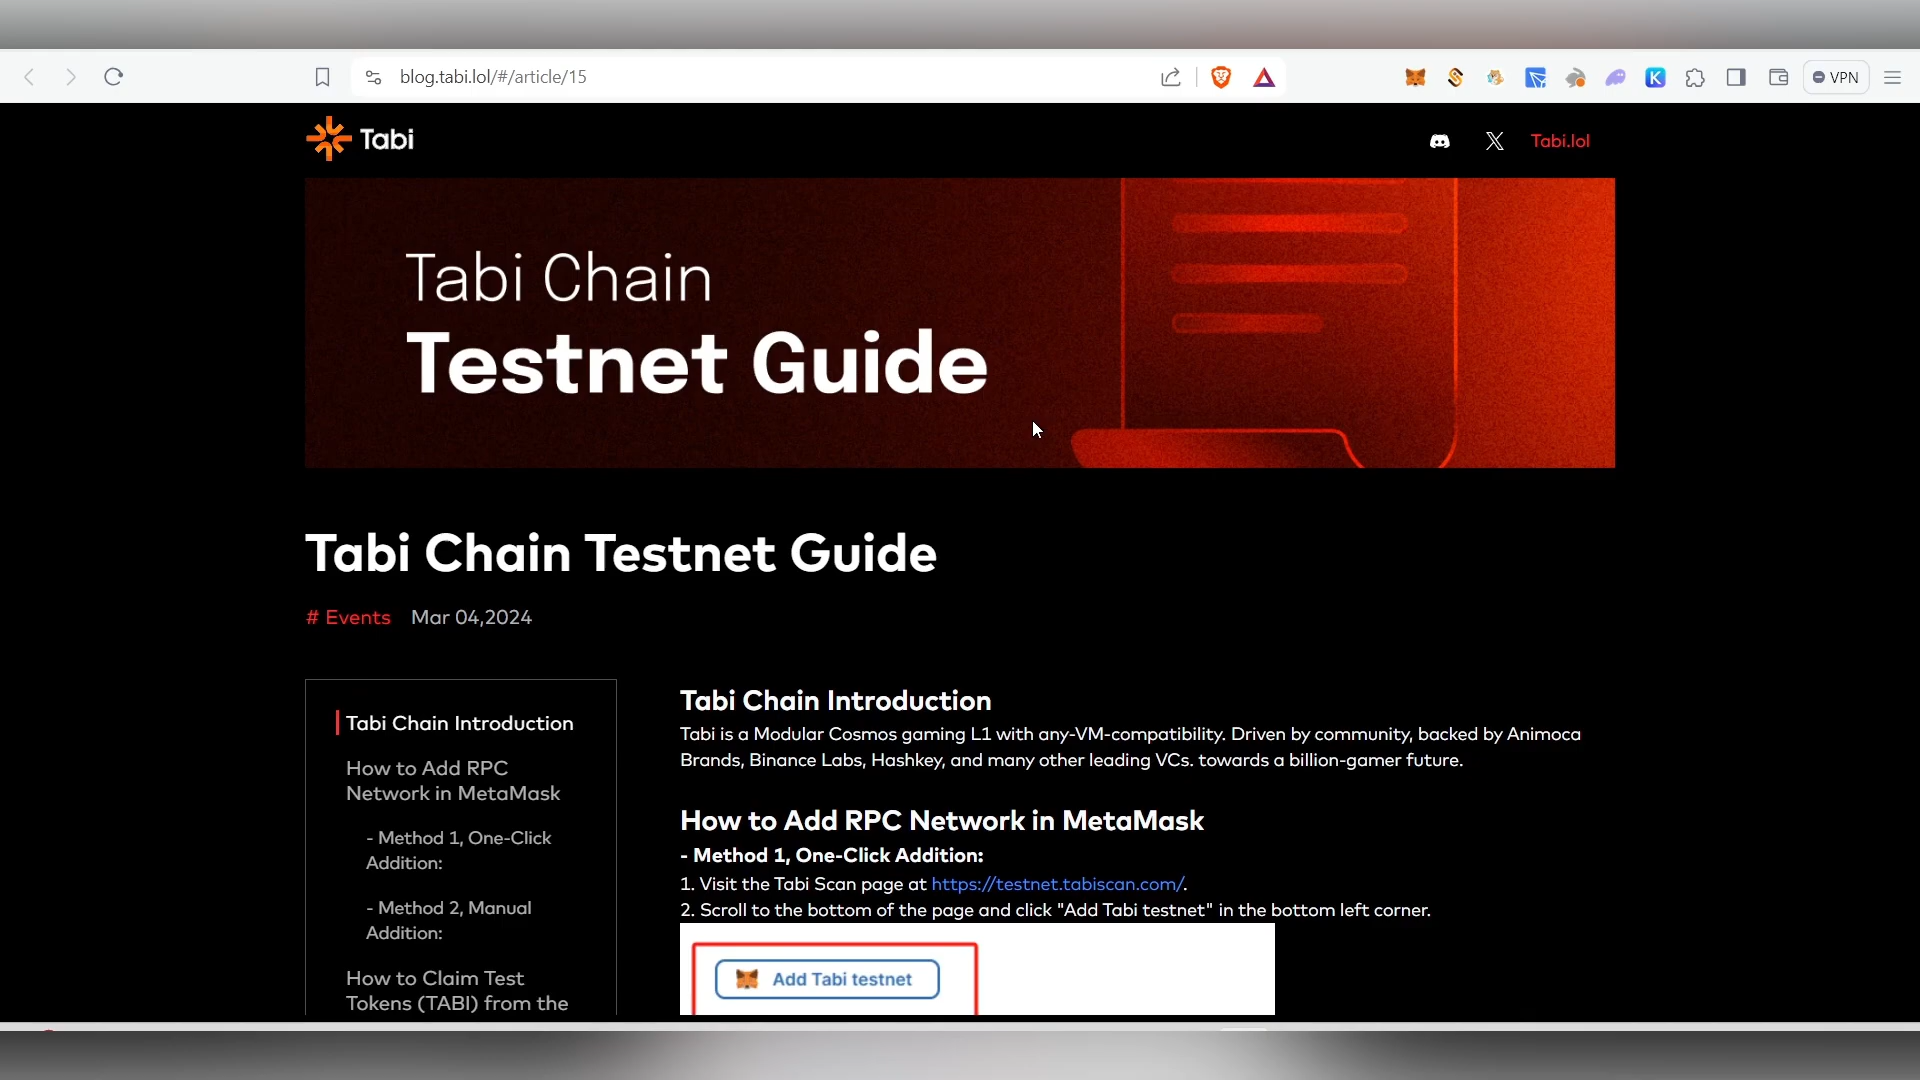 blog.tabi.lol/#/article/15
VPN
Tabi
Tabi.lol
Tabi Chain
Testnet Guide
Tabi Chain Testnet Guide
# Events Mar 04,2024
Tabi Chain Introduction
How to Add RPC
Network in MetaMask
- Method 1, One-Click
Addition:
- Method 2, Manual
Addition:
How to Claim Test
Tokens (TABI) from the
Tabi Chain Introduction
Tabi is a Modular Cosmos gaming L1 with any-VM-compatibility. Driven by community, backed by Animoca
Brands, Binance Labs, Hashkey, and many other leading VCs. towards a billion-gamer future.
How to Add RPC Network in MetaMask
- Method 1, One-Click Addition:
1. Visit the Tabi Scan page at https://testnet.tabiscan.com/.
2. Scroll to the bottom of the page and click "Add Tabi testnet" in the bottom left corner.
Add Tabi testnet